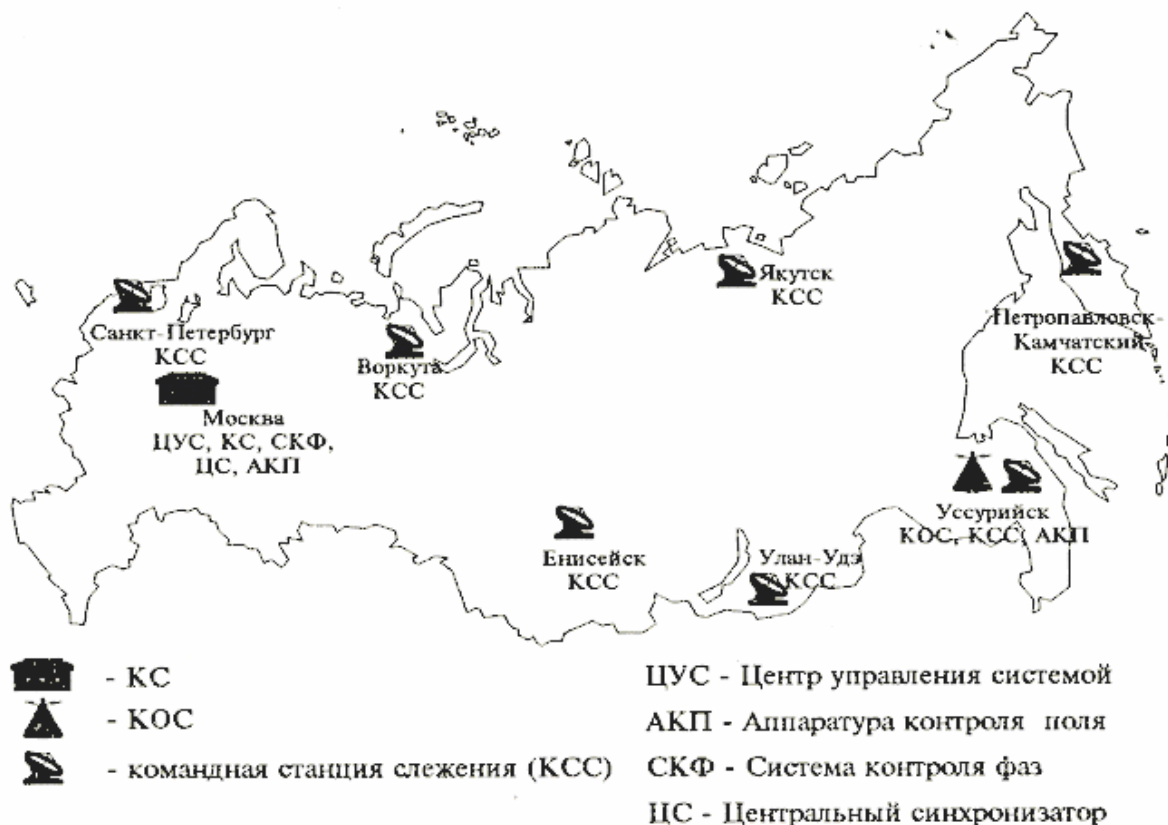 Якутск
КСС
Санкт-Петербург
КСС
Петропавловск-
Камчатский
КСС
Воркута
КСС
Москва
ЦУС, КС, СКФ,
ЦС, АКП
Уссурийск
КОС, КСС, АКП
Енисейск
КСС
Улан-Удэ
КСС
- КС
- КОС
- командная станция слежения (КСС)
ЦУС - Центр управления системой
АКП - Аппаратура контроля поля
СКФ - Система контроля фаз
ЦС - Центральный синхронизатор